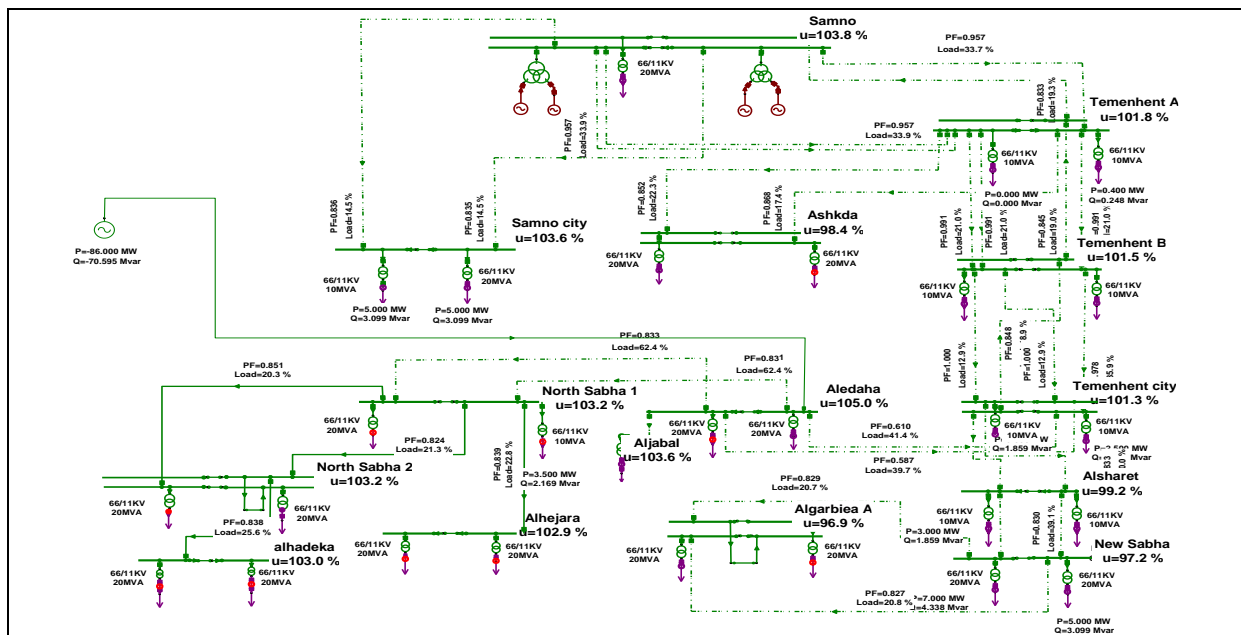 Samno
u=103.8 %
PF=0.957
Load=33.7 %
66/11KV
20MVA
PF=0.957
Load=33.9 %
PF=0.833
Load=19.3 %
Temenhent A
u=101.8 %
PF=0.957
Load=33.9 %
66/11KV
10MVA
66/11KV
10MVA
P=0.000 MW
Q=0.000 Mvar
P=0.400 MW
Q=0.248 Mvar
PF=0.836
Load=14.5 %
PF=0.835
Load=14.5 %
Samno city
u=103.6 %
PF=0.852
Load=22.3 %
PF=0.868
Load=17.4 %
Ashkda
u=98.4 %
PF=0.991
Load=21.0 %
PF=0.991
Load=21.0 %
PF=0.845
Load=19.0 %
Temenhent B
u=101.5 %
P=-86.000 MW
Q=-70.595 Mvar
66/11KV
10MVA
66/11KV
20MVA
P=5.000 MW
Q=3.099 Mvar
P=5.000 MW
Q=3.099 Mvar
66/11KV
20MVA
66/11KV
20MVA
66/11KV
10MVA
66/11KV
10MVA
PF=0.833
Load=62.4 %
PF=0.851
Load=20.3 %
Load=62.4 %
PF=1.000
Load=12.9 %
PF=0.848
PF=1.000
Load=12.9 %
North Sabha 1
u=103.2 %
66/11KV
20MVA
66/11KV
10MVA
Aledaha
u=105.0 %
66/11KV
20MVA
66/11KV
20MVA
Temenhent city
u=101.3 %
66/11KV
10MVA
66/11KV
10MVA
PF=0.610
Load=41.4 %
PF=0.824
Load=21.3 %
PF=0.839
Load=22.8 %
Aljabal
u=103.6 %
PF=0.587
Load=39.7 %
North Sabha 2
u=103.2 %
P=3.500 MW
Q=2.169 Mvar
Alsharet
u=99.2 %
66/11KV
20MVA
66/11KV
20MVA
PF=0.829
Load=20.7 %
PF=0.838
Load=25.6 %
Alhejara
u=102.9 %
Algarbiea A
u=96.9 %
66/11KV
10MVA
66/11KV
10MVA
PF=0.830
Load=39.1 %
P=3.000 MW
Q=1.859 Mvar
New Sabha
u=97.2 %
alhadeka
u=103.0 %
66/11KV
20MVA
66/11KV
20MVA
66/11KV
20MVA
66/11KV
20MVA
66/11KV
20MVA
66/11KV
20MVA
66/11KV
20MVA
66/11KV
20MVA
PF=0.827
Load=20.8 %
P=7.000 MW
=4.338 Mvar
P=5.000 MW
Q=3.099 Mvar